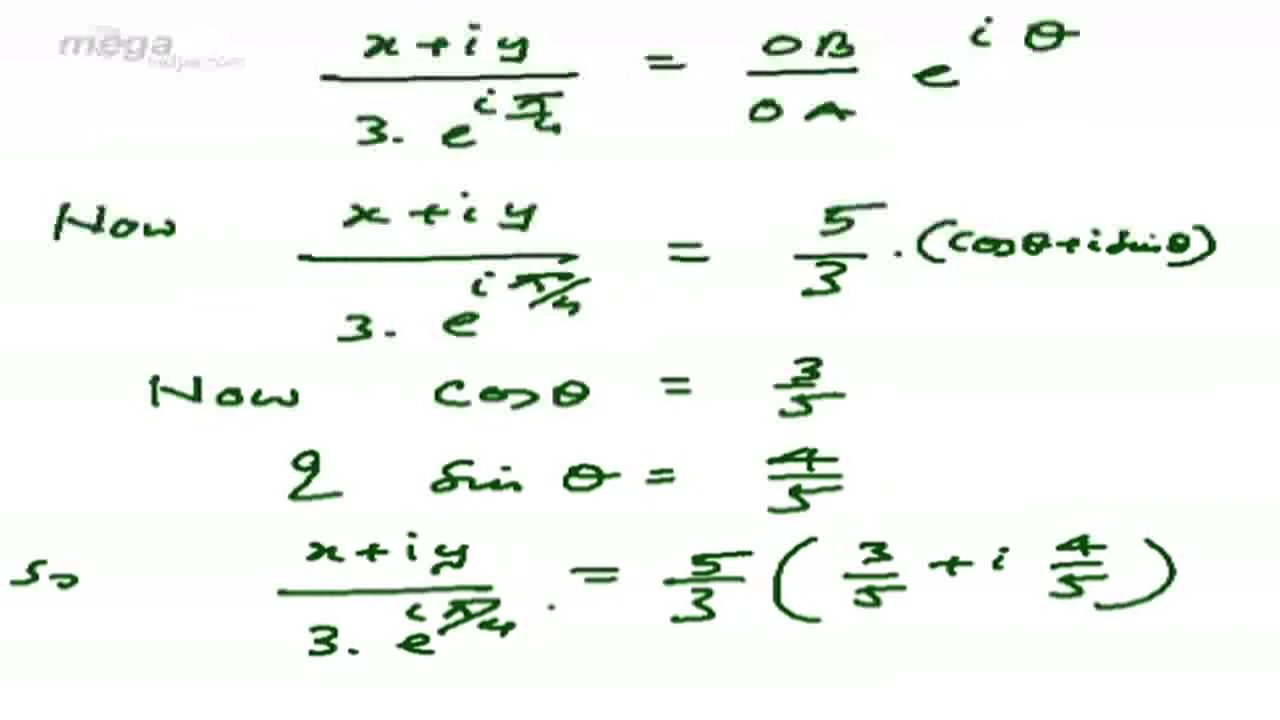 mega
(x+iy)/(3. e^(iπ/4)) = OB/OA e^(iθ)
Now (x+iy)/(3. e^(iπ/4)) = 5/3 . (cosθ+i sinθ)
Now cosθ = 3/5
& sin θ = 4/5
So (x+iy)/(3. e^(iπ/4)) . = 5/3 (3/5 + i 4/5)